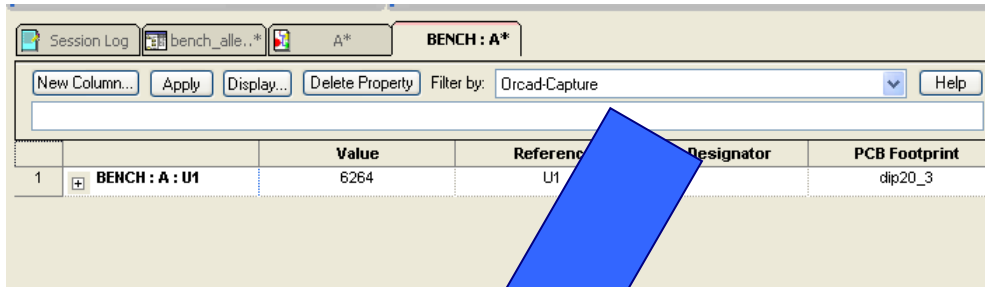 Session Log bench_alle..* A* BENCH : A*
New Column... Apply Display... Delete Property Filter by: Orcad-Capture Help
Value Referenc Designator PCB Footprint
1 BENCH : A : U1 6264 U1 dip20_3